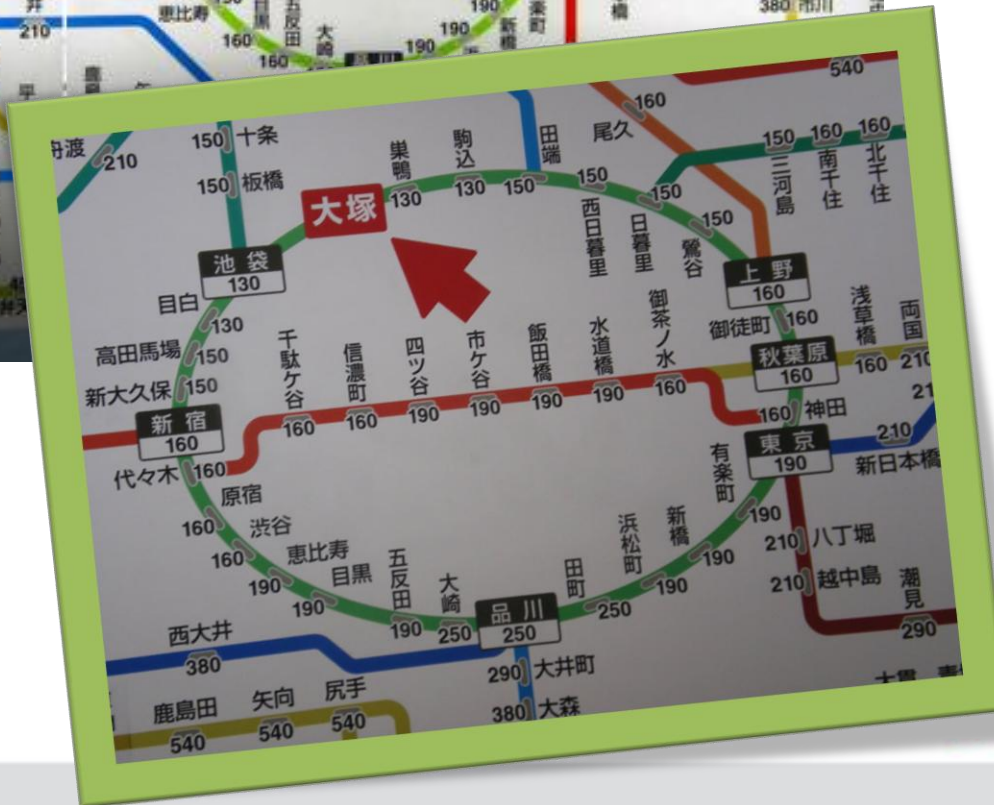 井
210
恵比寿
160
160
五反田
大崎
190
190
190
新橋
380
市川
210
150
十条
150
板橋
大塚
巣鴨
130
駒込
130
田端
150
尾久
160
540
西日暮里
150
日暮里
150
鶯谷
150
三河島
150
南千住
160
北千住
160
池袋
130
目白
130
高田馬場
150
新大久保
150
新宿
160
代々木
160
千駄ケ谷
160
信濃町
160
四ツ谷
190
市ケ谷
190
飯田橋
190
水道橋
190
御茶ノ水
160
上野
160
御徒町
160
秋葉原
160
浅草橋
160
両国
210
神田
160
東京
190
210
新日本橋
原宿
160
渋谷
160
恵比寿
190
目黒
190
五反田
190
大崎
250
品川
250
田町
250
浜松町
190
新橋
190
有楽町
190
八丁堀
210
越中島
210
潮見
290
西大井
380
大井町
290
大森
380
鹿島田
540
矢向
540
尻手
540